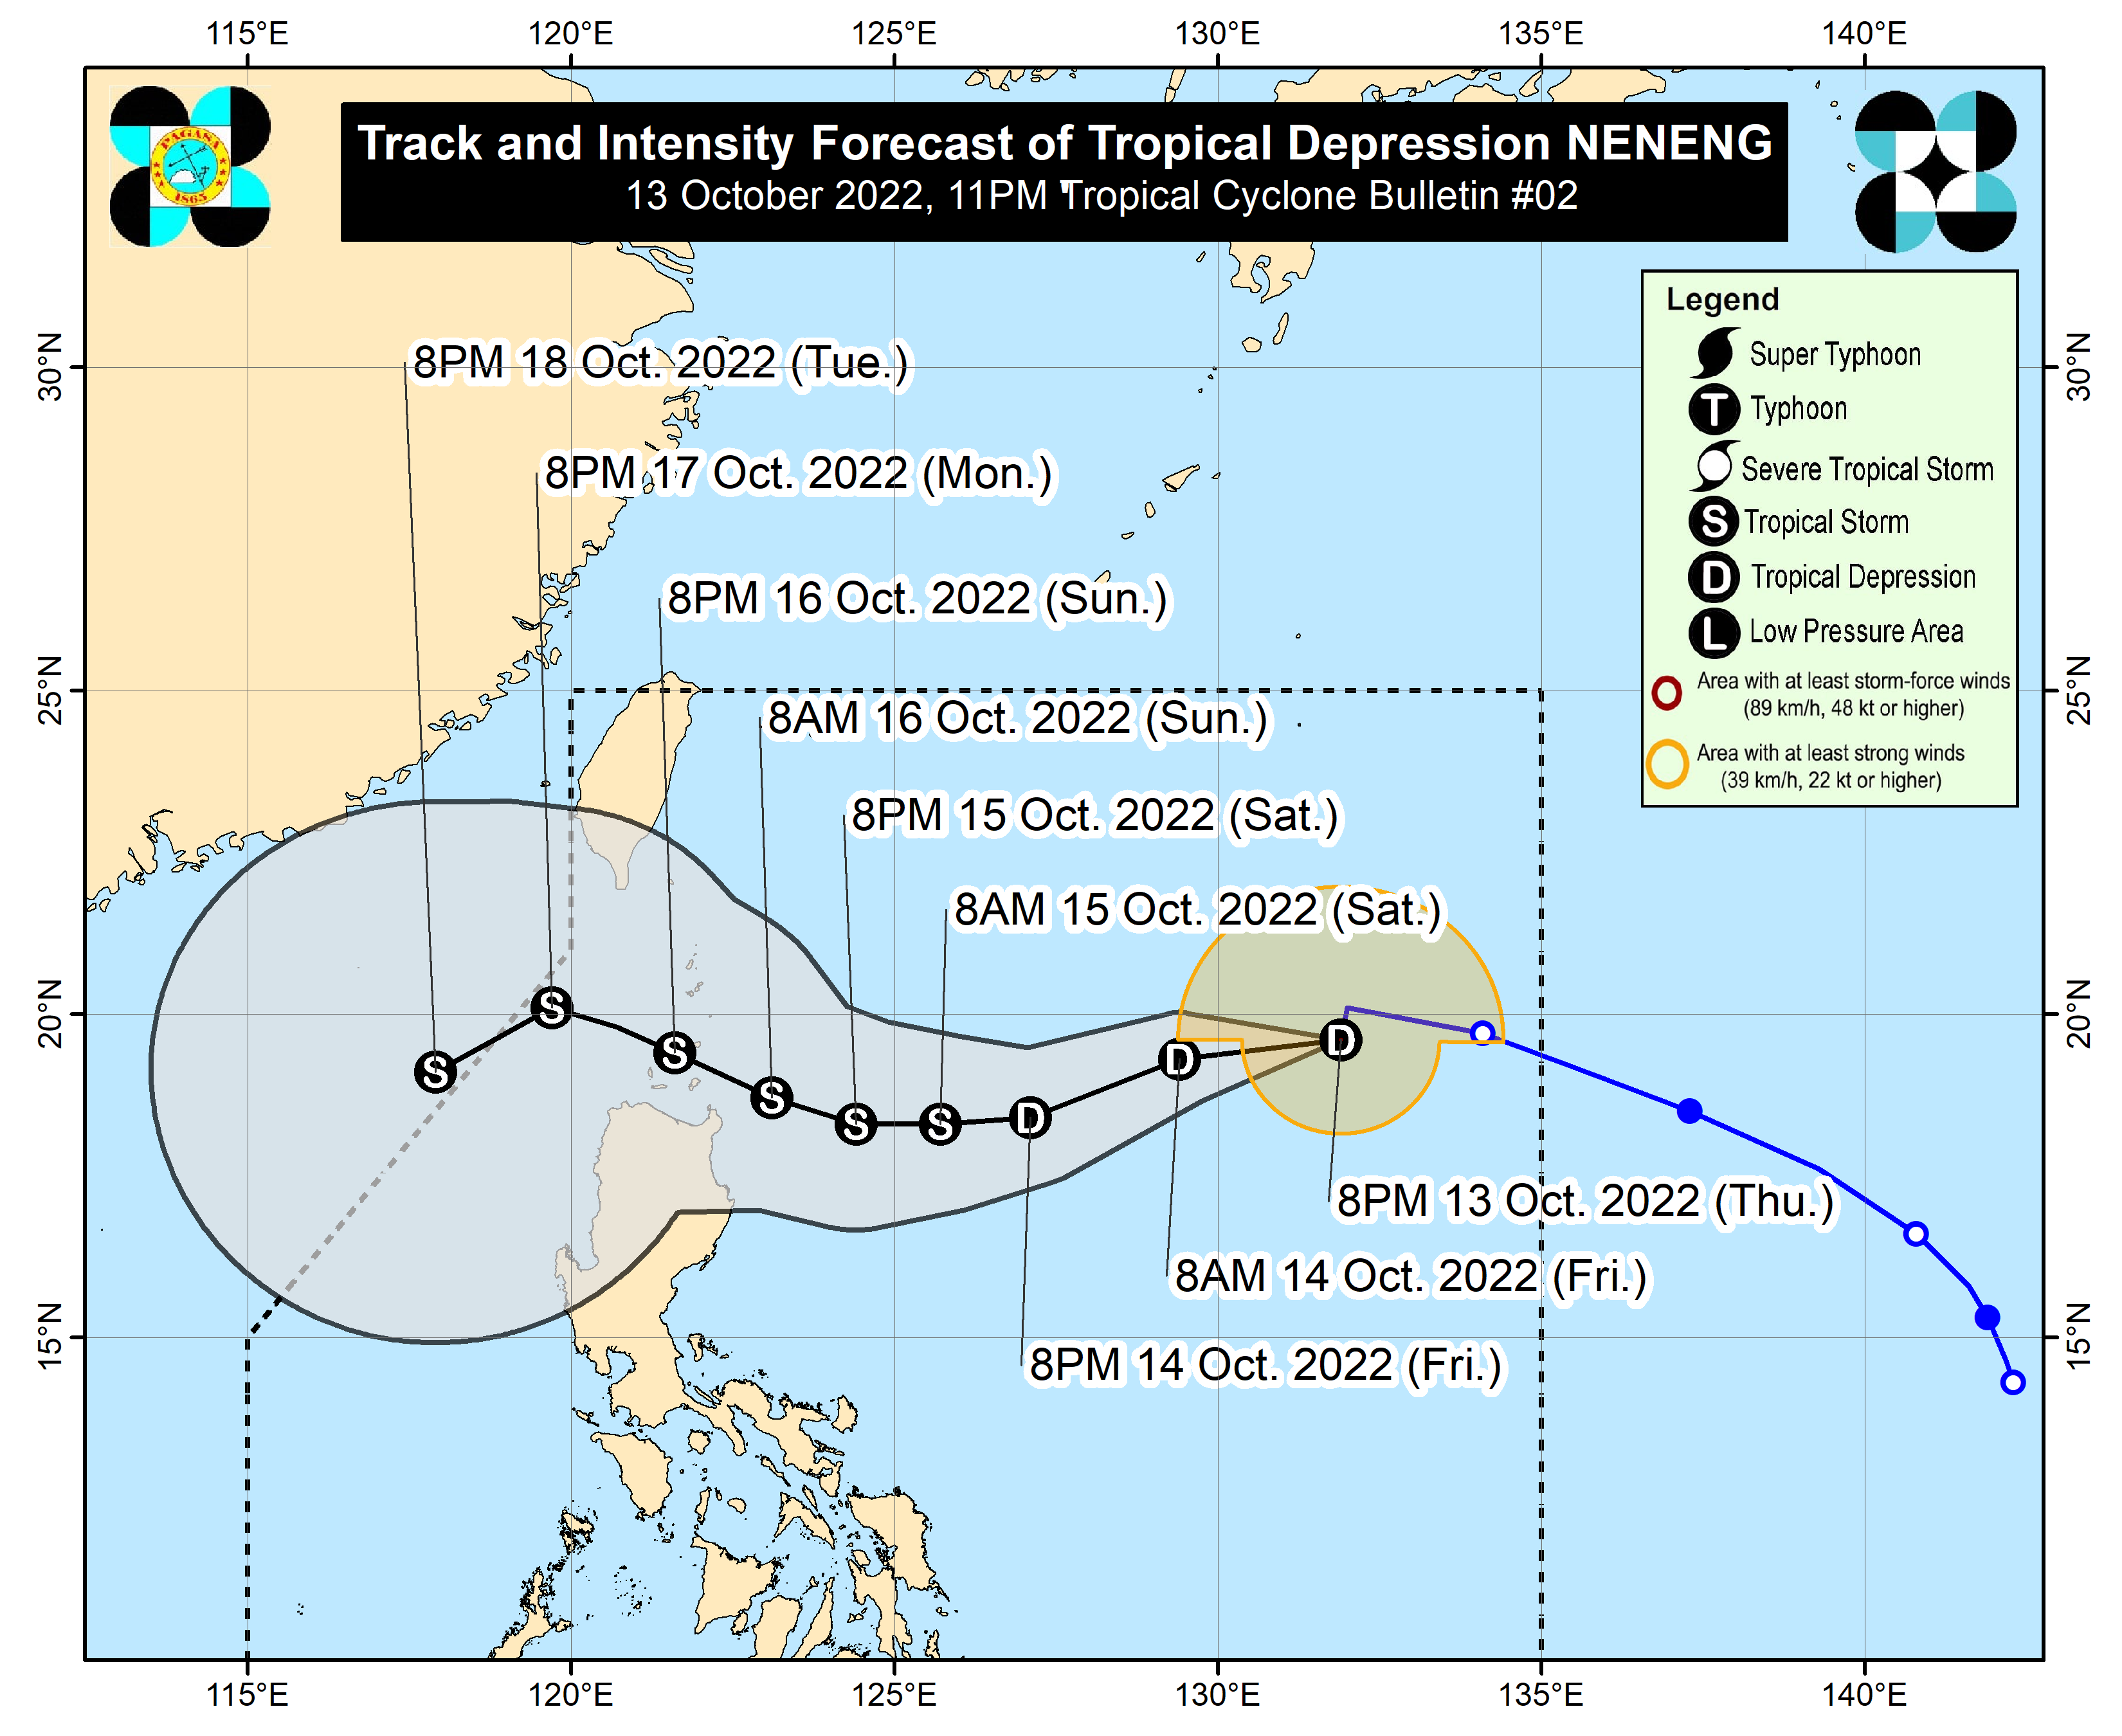 115°E 120°E 125°E 130°E 135°E 140°E
Track and Intensity Forecast of Tropical Depression NENENG
13 October 2022, 11PM Tropical Cyclone Bulletin #02
PAGASA
1865
Legend
Super Typhoon
T Typhoon
Severe Tropical Storm
S Tropical Storm
D Tropical Depression
L Low Pressure Area
Area with at least storm-force winds
(89 km/h, 48 kt or higher)
Area with at least strong winds
(39 km/h, 22 kt or higher)
30°N 30°N
8PM 18 Oct. 2022 (Tue.)
8PM 17 Oct. 2022 (Mon.)
8PM 16 Oct. 2022 (Sun.)
25°N 25°N
8AM 16 Oct. 2022 (Sun.)
8PM 15 Oct. 2022 (Sat.)
8AM 15 Oct. 2022 (Sat.)
20°N 20°N
S S S S S S D D D
8PM 13 Oct. 2022 (Thu.)
8AM 14 Oct. 2022 (Fri.)
15°N 15°N
8PM 14 Oct. 2022 (Fri.)
115°E 120°E 125°E 130°E 135°E 140°E